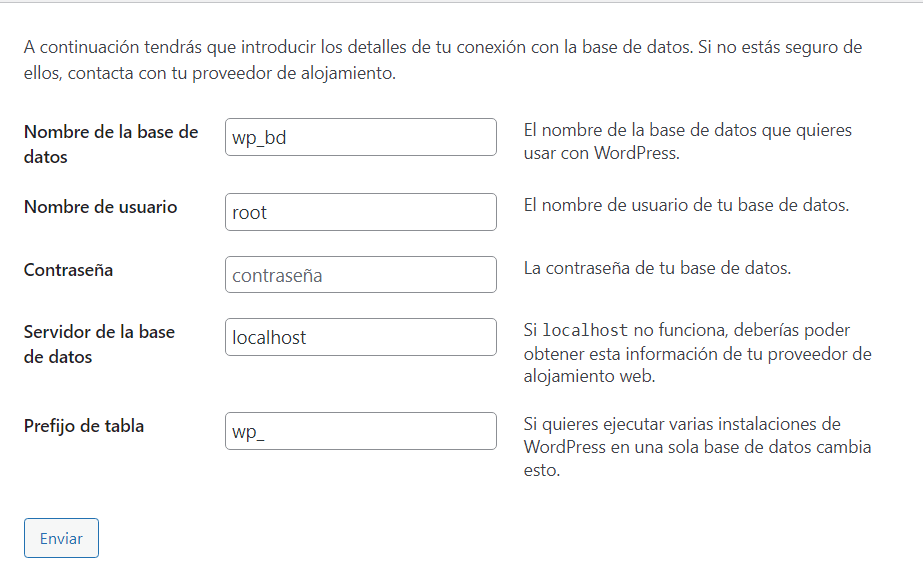 A continuación tendrás que introducir los detalles de tu conexión con la base de datos. Si no estás seguro de
ellos, contacta con tu proveedor de alojamiento.
Nombre de la base de
datos
wp_bd
El nombre de la base de datos que quieres
usar con WordPress.
Nombre de usuario
root
El nombre de usuario de tu base de datos.
Contraseña
contraseña
La contraseña de tu base de datos.
Servidor de la base
de datos
localhost
Si localhost no funciona, deberías poder
obtener esta información de tu proveedor de
alojamiento web.
Prefijo de tabla
wp_
Si quieres ejecutar varias instalaciones de
WordPress en una sola base de datos cambia
esto.
Enviar